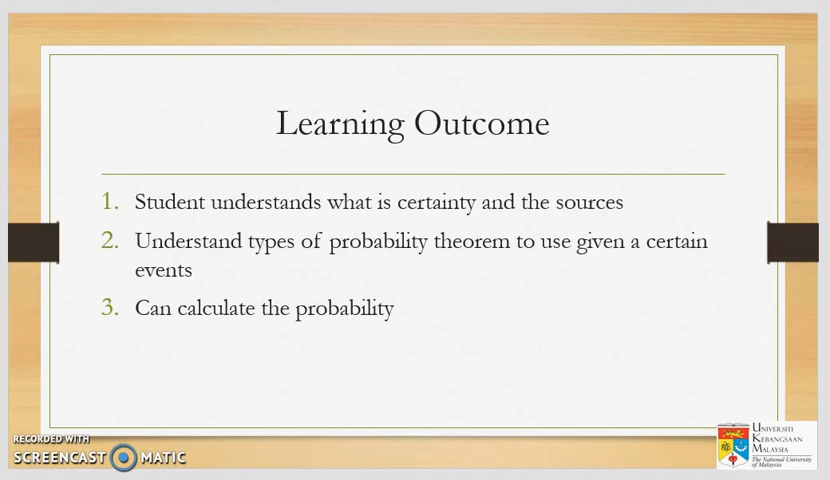 Learning Outcome
1. Student understands what is certainty and the sources
2. Understand types of probability theorem to use given a certain
events
3. Can calculate the probability
RECORDED WITH
SCREENCAST MATIC
UNIVERSITI
KEBANGSAAN
MALAYSIA
The National University
of Malaysia